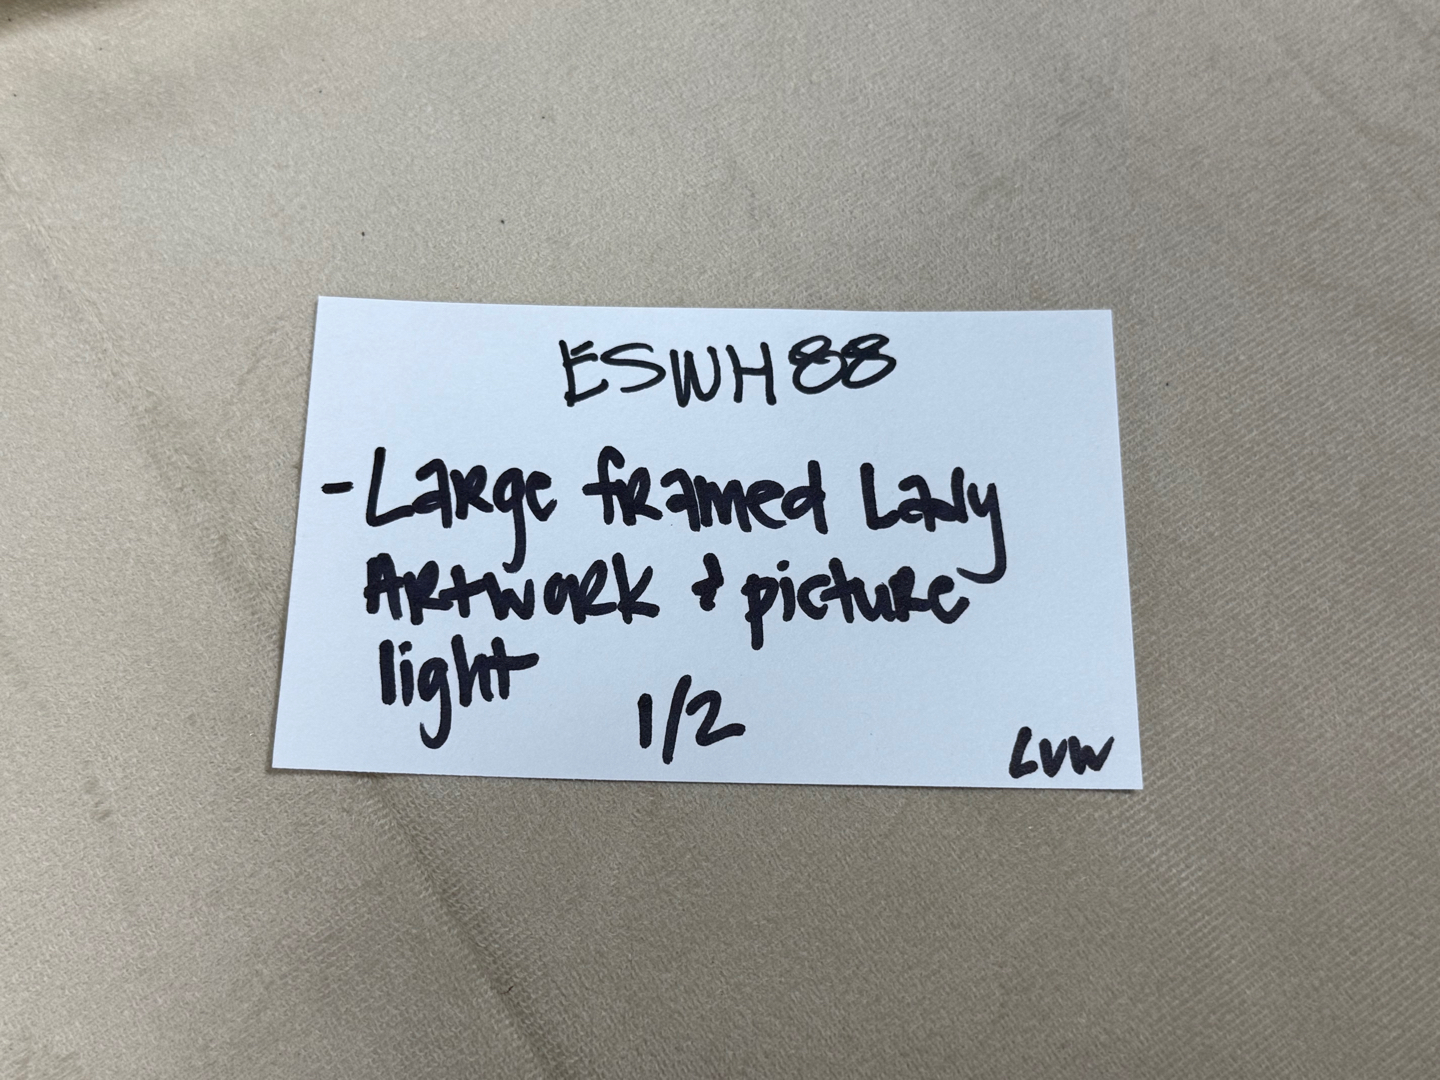 ESWH88
-Large framed Lady
Artwork & picture
light
1/2
LVW